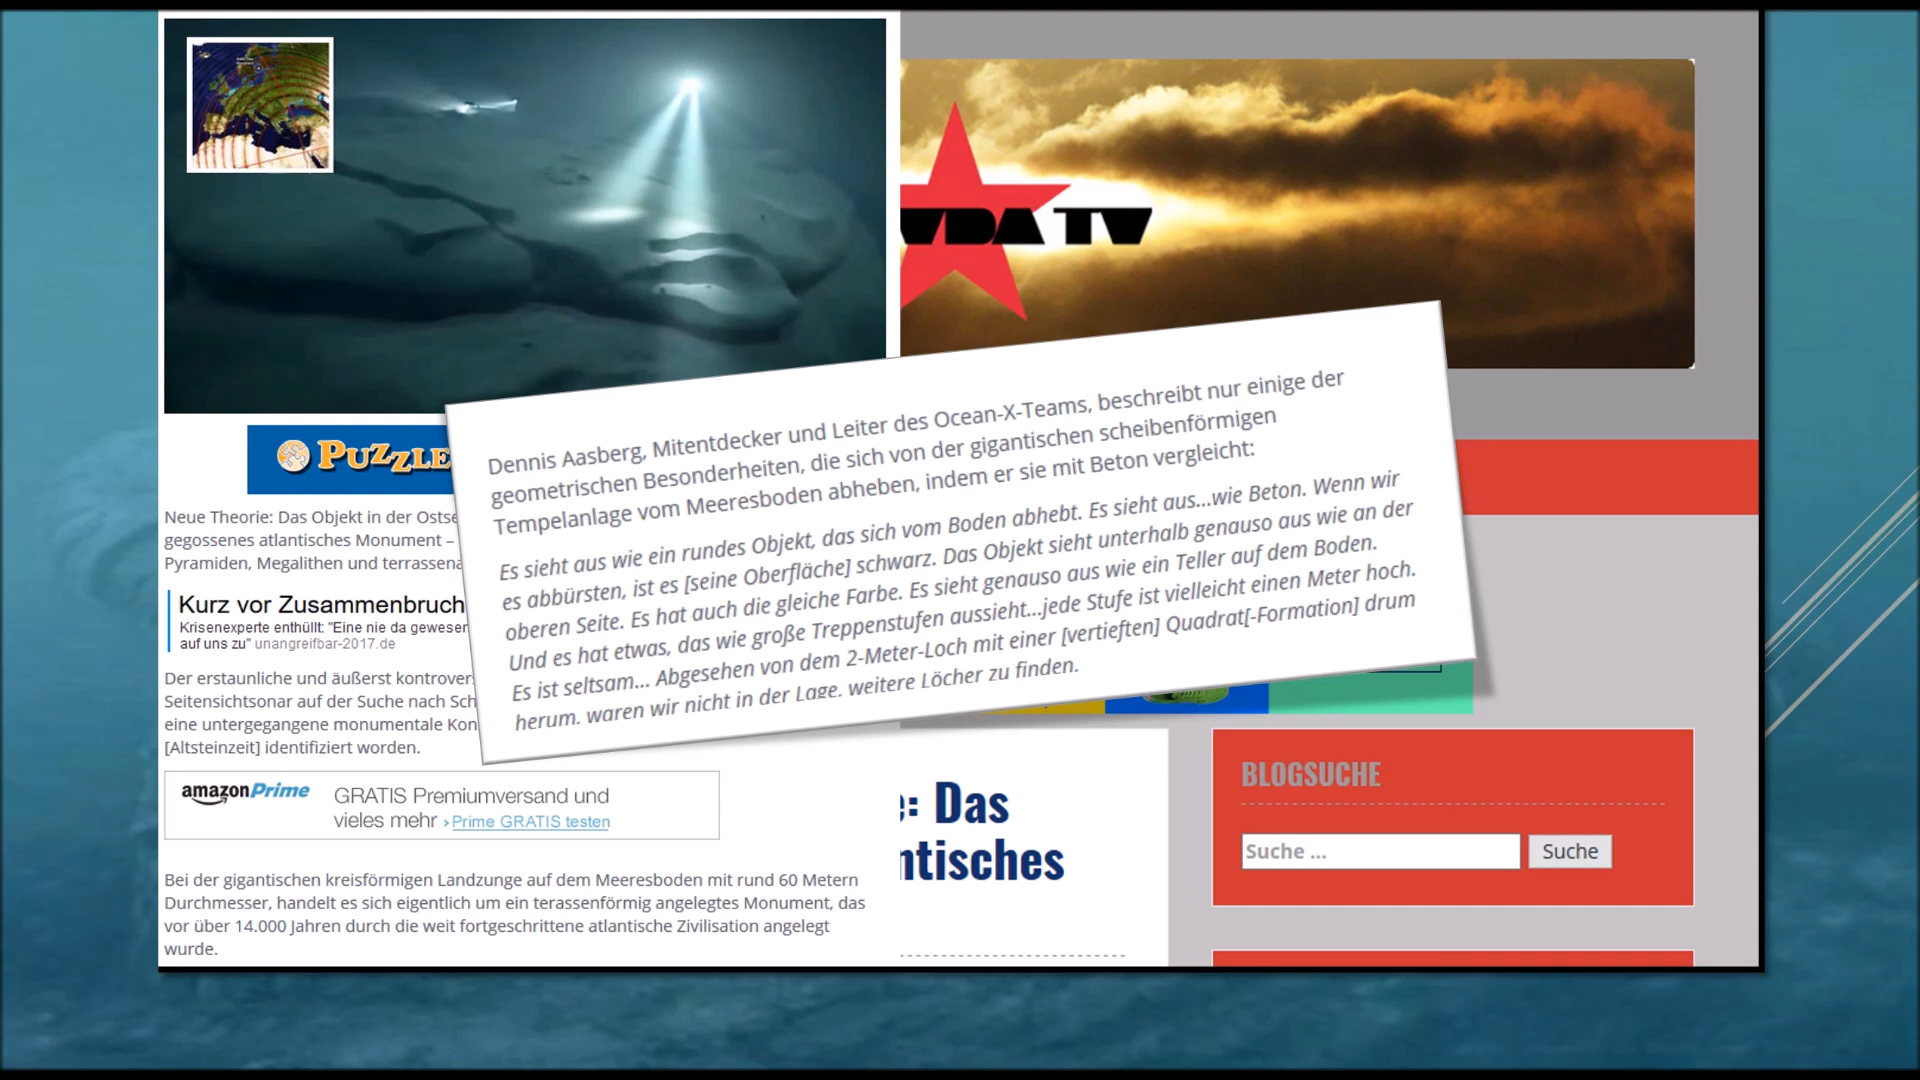 VDA TV
PUZZLE
Dennis Aasberg, Mitentdecker und Leiter des Ocean-X-Teams, beschreibt nur einige der
geometrischen Besonderheiten, die sich von der gigantischen scheibenförmigen
Tempelanlage vom Meeresboden abheben, indem er sie mit Beton vergleicht:
Es sieht aus wie ein rundes Objekt, das sich vom Boden abhebt. Es sieht aus...wie Beton. Wenn wir
es abbürsten, ist es [seine Oberfläche] schwarz. Das Objekt sieht unterhalb genauso aus wie an der
oberen Seite. Es hat auch die gleiche Farbe. Es sieht genauso aus wie ein Teller auf dem Boden.
Und es hat etwas, das wie große Treppenstufen aussieht...jede Stufe ist vielleicht einen Meter hoch.
Es ist seltsam... Abgesehen von dem 2-Meter-Loch mit einer [vertieften] Quadrat[-Formation] drum
herum, waren wir nicht in der Lage, weitere Löcher zu finden.
Neue Theorie: Das Objekt in der Ostse
gegossenes atlantisches Monument –
Pyramiden, Megalithen und terrassena
Kurz vor Zusammenbruch
Krisenexperte enthüllt: "Eine nie da geweser
auf uns zu" unangreifbar-2017.de
Der erstaunliche und äußerst kontrovers
Seitensichtsonar auf der Suche nach Sch
eine untergegangene monumentale Kon
[Altsteinzeit] identifiziert worden.
amazonPrime
GRATIS Premiumversand und
vieles mehr › Prime GRATIS testen
Bei der gigantischen kreisförmigen Landzunge auf dem Meeresboden mit rund 60 Metern
Durchmesser, handelt es sich eigentlich um ein terassenförmig angelegtes Monument, das
vor über 14.000 Jahren durch die weit fortgeschrittene atlantische Zivilisation angelegt
wurde.
e: Das
ntisches
BLOGSUCHE
Suche ...
Suche